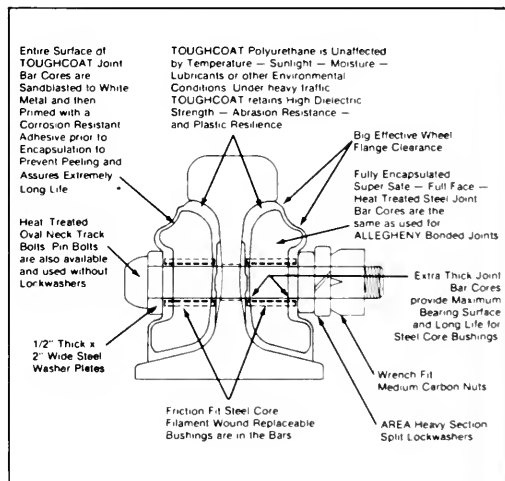 Entire Surface of
TOUGHCOAT Joint
Bar Cores are
Sandblasted to White
Metal and then
Primed with a
Corrosion Resistant
Adhesive prior to
Encapsulation to
Prevent Peeling and
Assures Extremely
Long Life
TOUGHCOAT Polyurethane is Unaffected
by Temperature — Sunlight — Moisture —
Lubricants or other Environmental
Conditions Under heavy traffic
TOUGHCOAT retains High Dielectric
Strength — Abrasion Resistance —
and Plastic Resilience
Big Effective Wheel
Flange Clearance
Fully Encapsulated
Super Safe — Full Face —
Heat Treated Steel Joint
Bar Cores are the
same as used for
ALLEGHENY Bonded Joints
Heat Treated
Oval Neck Track
Bolts Pin Bolts
are also available
and used without
Lockwashers
Extra Thick Joint
Bar Cores
provide Maximum
Bearing Surface
and Long Life for
Steel Core Bushings
1/2" Thick x
2" Wide Steel
Washer Plates
Wrench Fit
Medium Carbon Nuts
Friction Fit Steel Core
Filament Wound Replaceable
Bushings are in the Bars
AREA Heavy Section
Split Lockwashers